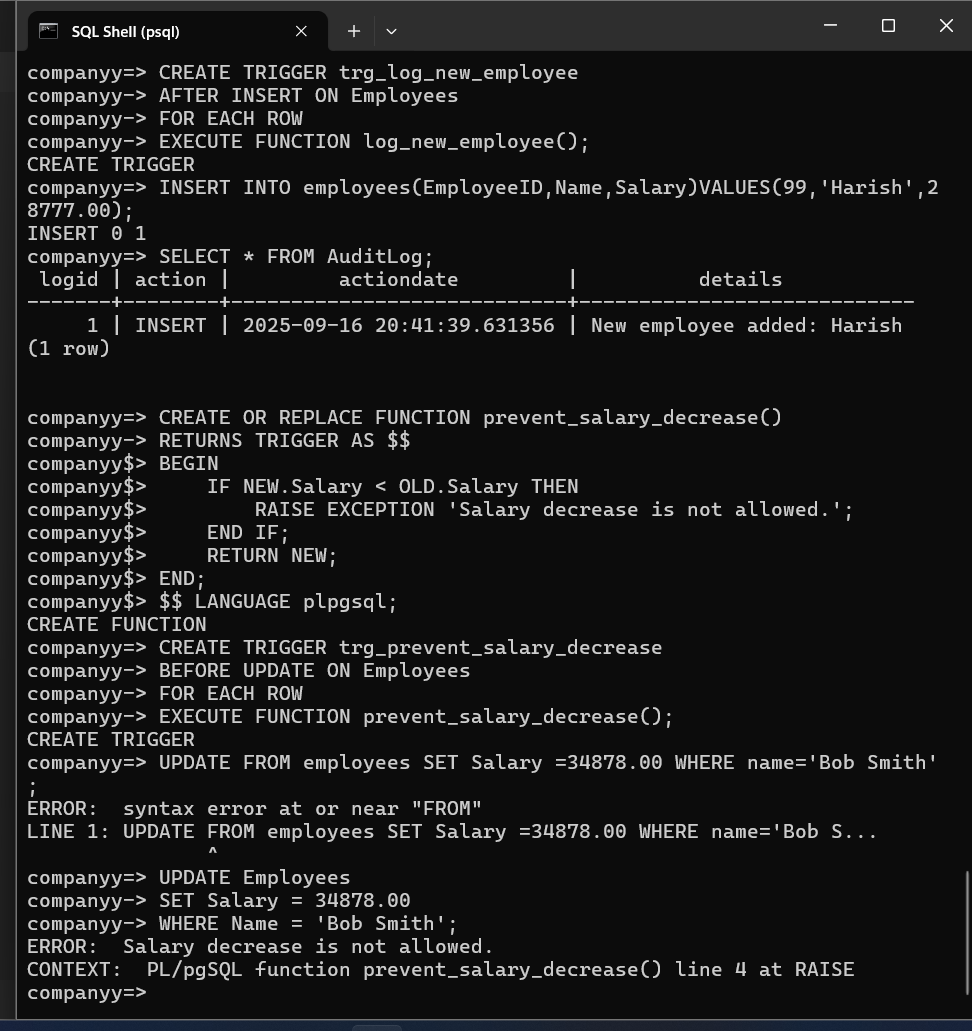 SQL Shell (psql)
companyy=> CREATE TRIGGER trg_log_new_employee
companyy-> AFTER INSERT ON Employees
companyy-> FOR EACH ROW
companyy-> EXECUTE FUNCTION log_new_employee();
CREATE TRIGGER
companyy=> INSERT INTO employees(EmployeeID,Name,Salary)VALUES(99,'Harish',2
8777.00);
INSERT 0 1
companyy=> SELECT * FROM AuditLog;
 logid | action |         actiondate         |          details
-------+--------+----------------------------+----------------------------
     1 | INSERT | 2025-09-16 20:41:39.631356 | New employee added: Harish
(1 row)
companyy=> CREATE OR REPLACE FUNCTION prevent_salary_decrease()
companyy-> RETURNS TRIGGER AS $$
companyy$> BEGIN
companyy$>     IF NEW.Salary < OLD.Salary THEN
companyy$>         RAISE EXCEPTION 'Salary decrease is not allowed.';
companyy$>     END IF;
companyy$>     RETURN NEW;
companyy$> END;
companyy$> $$ LANGUAGE plpgsql;
CREATE FUNCTION
companyy=> CREATE TRIGGER trg_prevent_salary_decrease
companyy-> BEFORE UPDATE ON Employees
companyy-> FOR EACH ROW
companyy-> EXECUTE FUNCTION prevent_salary_decrease();
CREATE TRIGGER
companyy=> UPDATE FROM employees SET Salary =34878.00 WHERE name='Bob Smith'
;
ERROR:  syntax error at or near "FROM"
LINE 1: UPDATE FROM employees SET Salary =34878.00 WHERE name='Bob S...
               ^
companyy=> UPDATE Employees
companyy-> SET Salary = 34878.00
companyy-> WHERE Name = 'Bob Smith';
ERROR:  Salary decrease is not allowed.
CONTEXT:  PL/pgSQL function prevent_salary_decrease() line 4 at RAISE
companyy=>